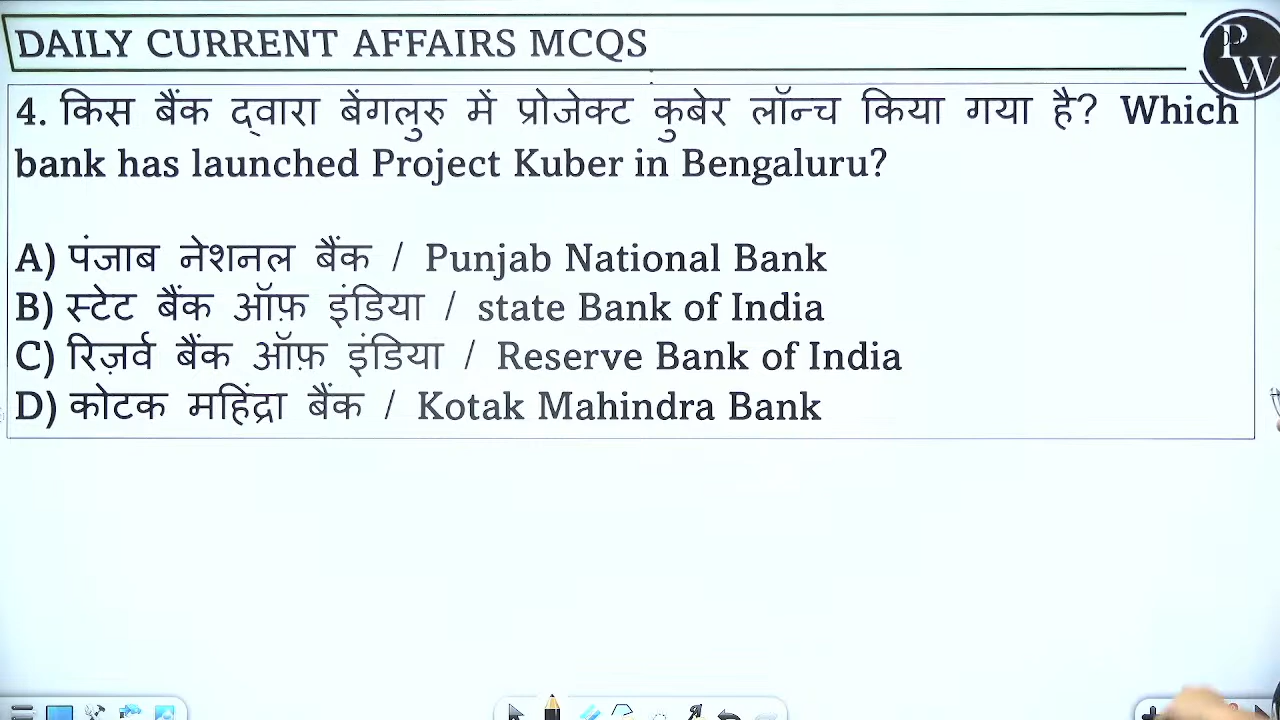 DAILY CURRENT AFFAIRS MCQS
PW
4. किस बैंक द्वारा बेंगलुरु में प्रोजेक्ट कुबेर लॉन्च किया गया है? Which
bank has launched Project Kuber in Bengaluru?
A) पंजाब नेशनल बैंक / Punjab National Bank
B) स्टेट बैंक ऑफ़ इंडिया / state Bank of India
C) रिज़र्व बैंक ऑफ़ इंडिया / Reserve Bank of India
D) कोटक महिंद्रा बैंक / Kotak Mahindra Bank